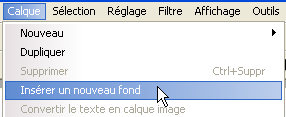 Calque Sélection Réglage Filtre Affichage Outils
Nouveau
Dupliquer
Supprimer Ctrl+Suppr
Insérer un nouveau fond
Convertir le texte en calque image